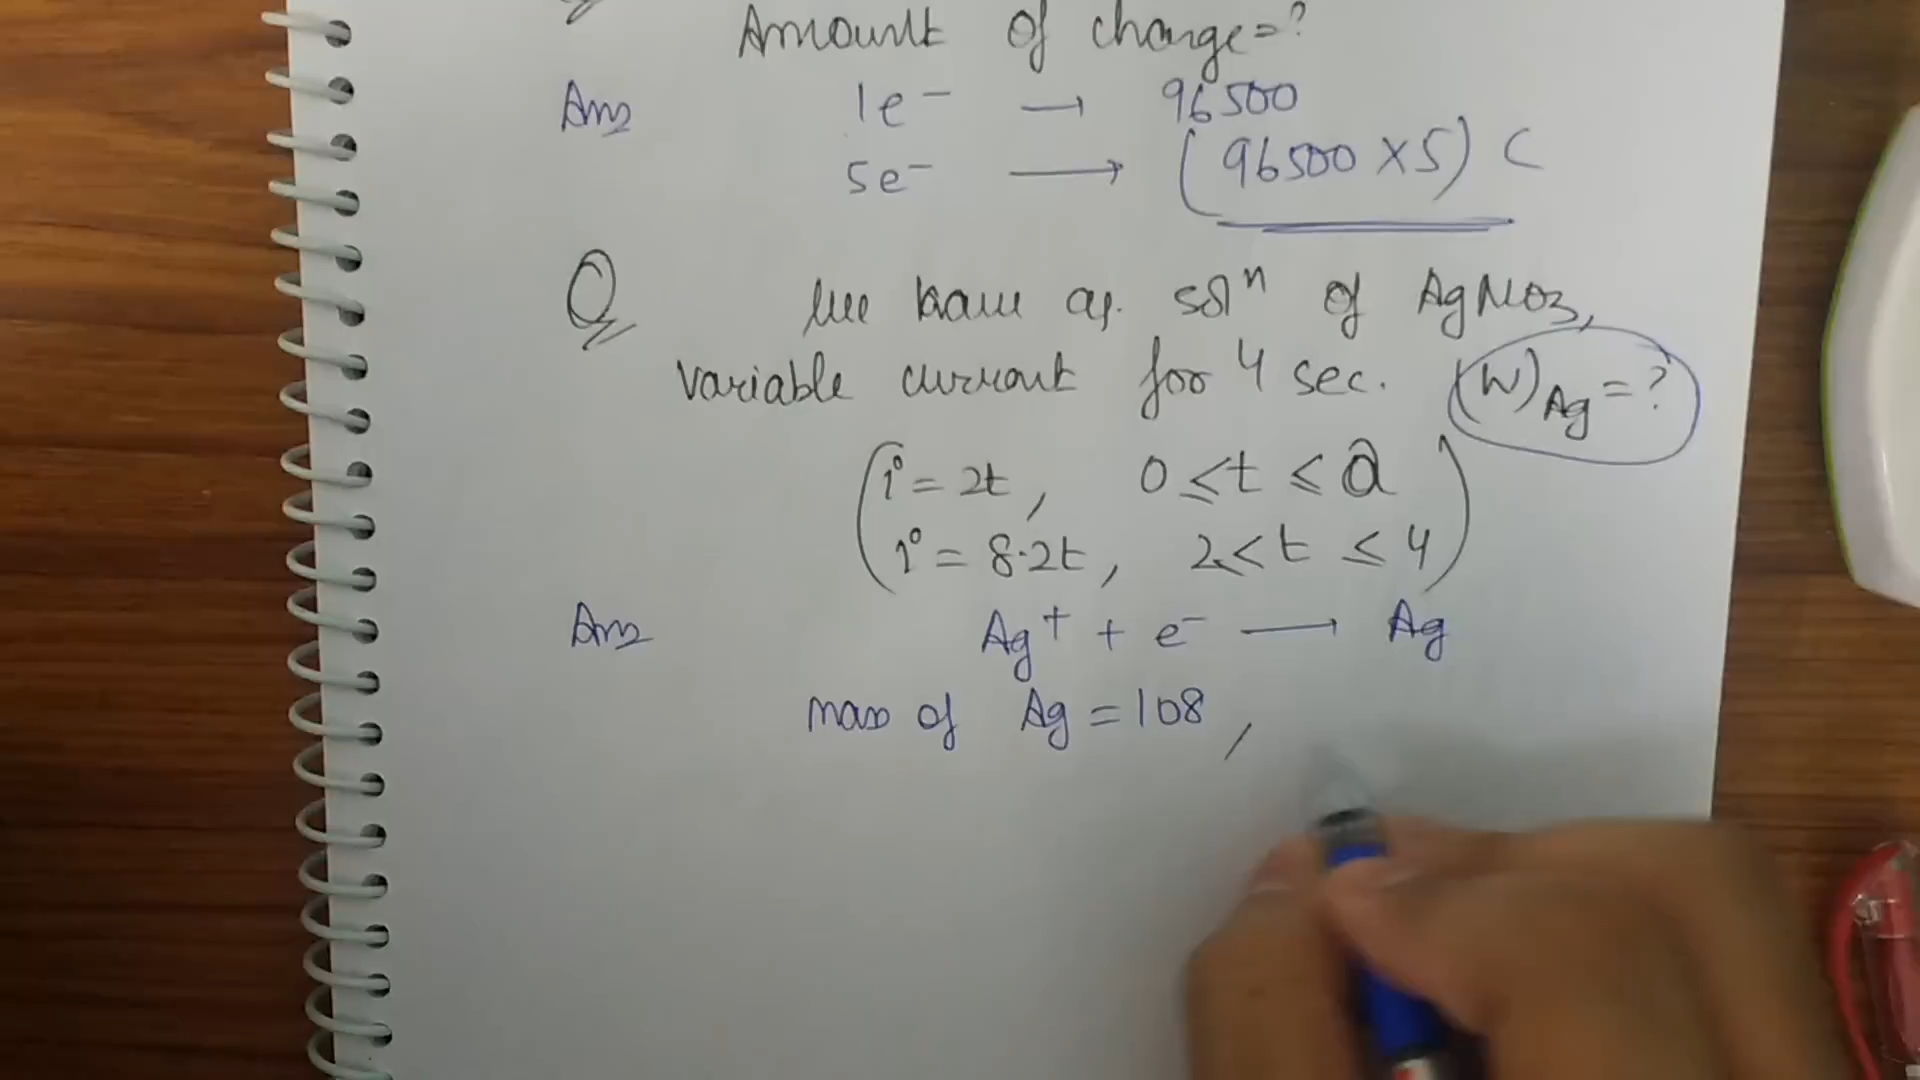 Amount of charge=?
Ans 1e⁻ → 96500
5e⁻ → (96500×5) C
Q We have aq. solⁿ of AgNO3,
variable current for 4 sec. (W)Ag=?
i = 2t, 0 ≤ t ≤ 2
i = 8-2t, 2 < t ≤ 4
Ans Ag⁺ + e⁻ → Ag
mass of Ag = 108,